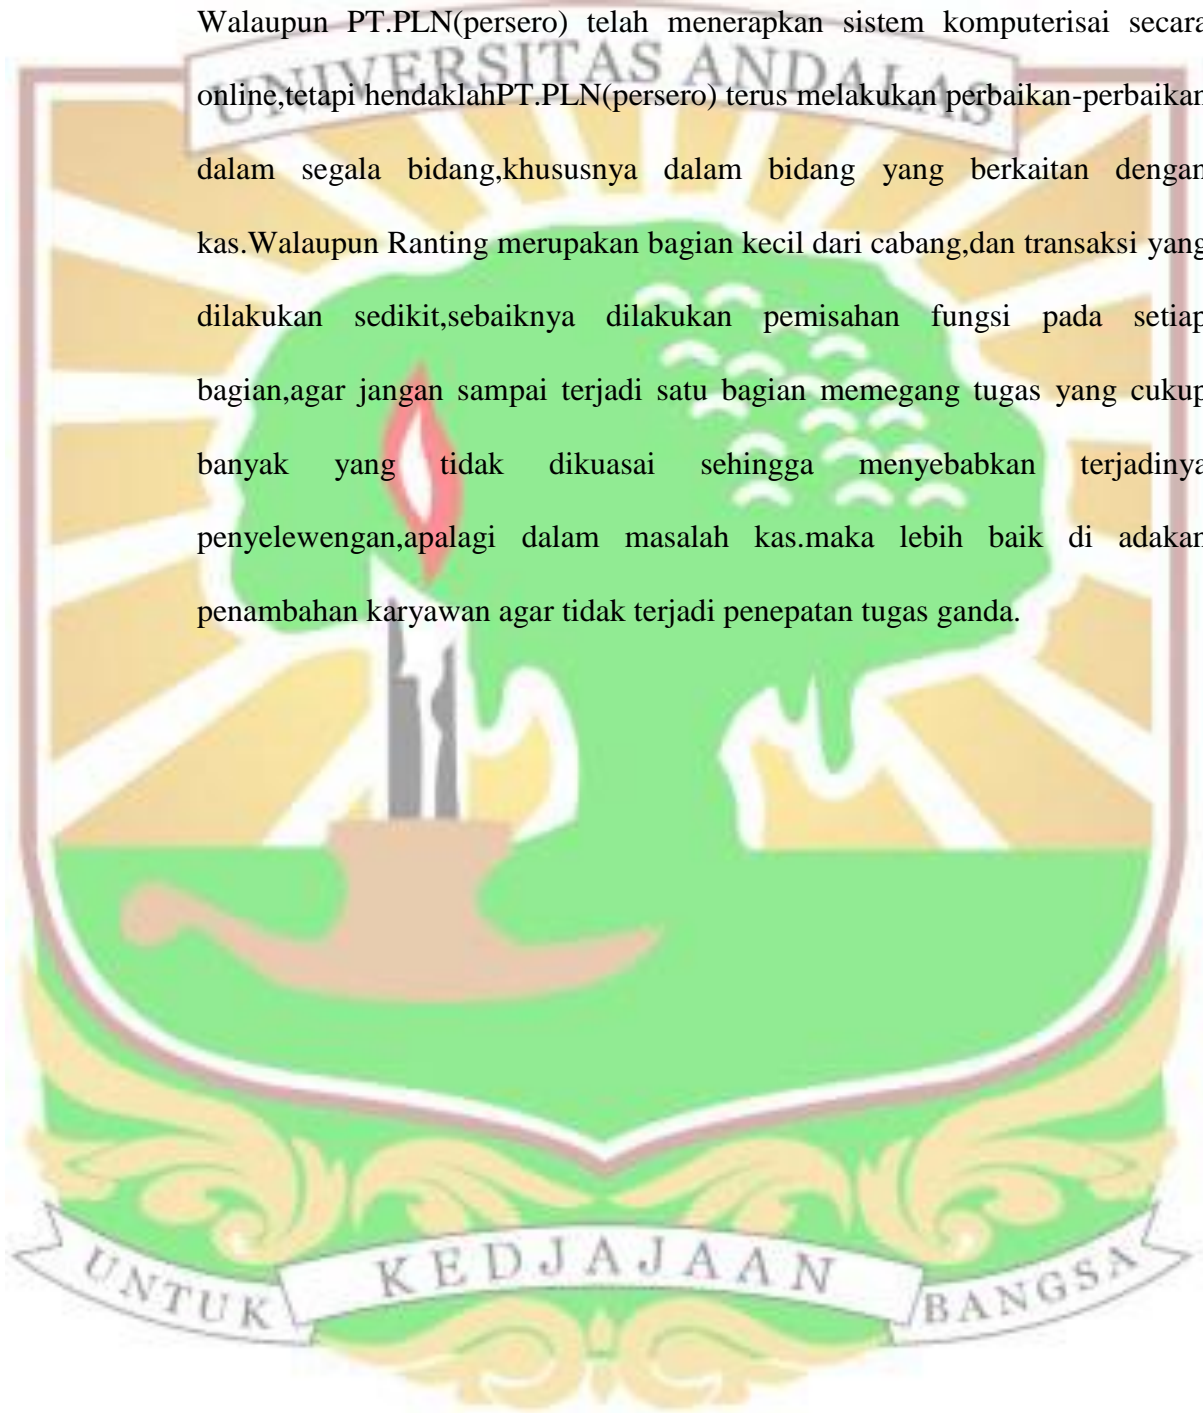 Walaupun PT.PLN(persero) telah menerapkan sistem komputerisai secara
UNIVERSITAS ANDALAS
online,tetapi hendaklahPT.PLN(persero) terus melakukan perbaikan-perbaikan
dalam segala bidang,khususnya dalam bidang yang berkaitan dengan
kas.Walaupun Ranting merupakan bagian kecil dari cabang,dan transaksi yang
dilakukan sedikit,sebaiknya dilakukan pemisahan fungsi pada setiap
bagian,agar jangan sampai terjadi satu bagian memegang tugas yang cukup
banyak yang tidak dikuasai sehingga menyebabkan terjadinya
penyelewengan,apalagi dalam masalah kas.maka lebih baik di adakan
penambahan karyawan agar tidak terjadi penepatan tugas ganda.
UNTUK KEDJAJAAN BANGSA